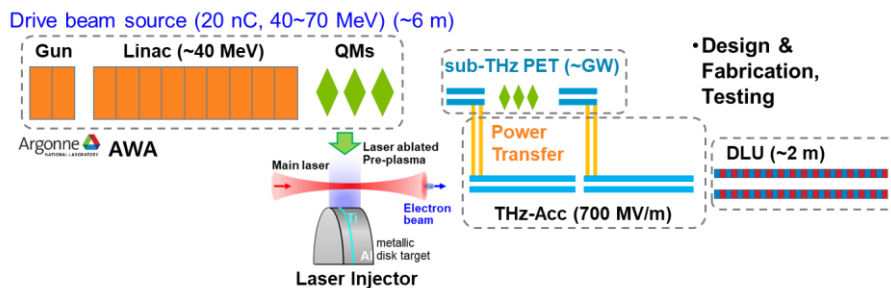 Drive beam source (20 nC, 40~70 MeV) (~6 m)
Gun
Linac (~40 MeV)
QMs
Argonne
NATIONAL LABORATORY
AWA
Main laser
Laser ablated
Pre-plasma
Electron
beam
Ti
Al
metallic
disk target
Laser Injector
sub-THz PET (~GW)
Power
Transfer
THz-Acc (700 MV/m)
•Design &
Fabrication,
Testing
DLU (~2 m)